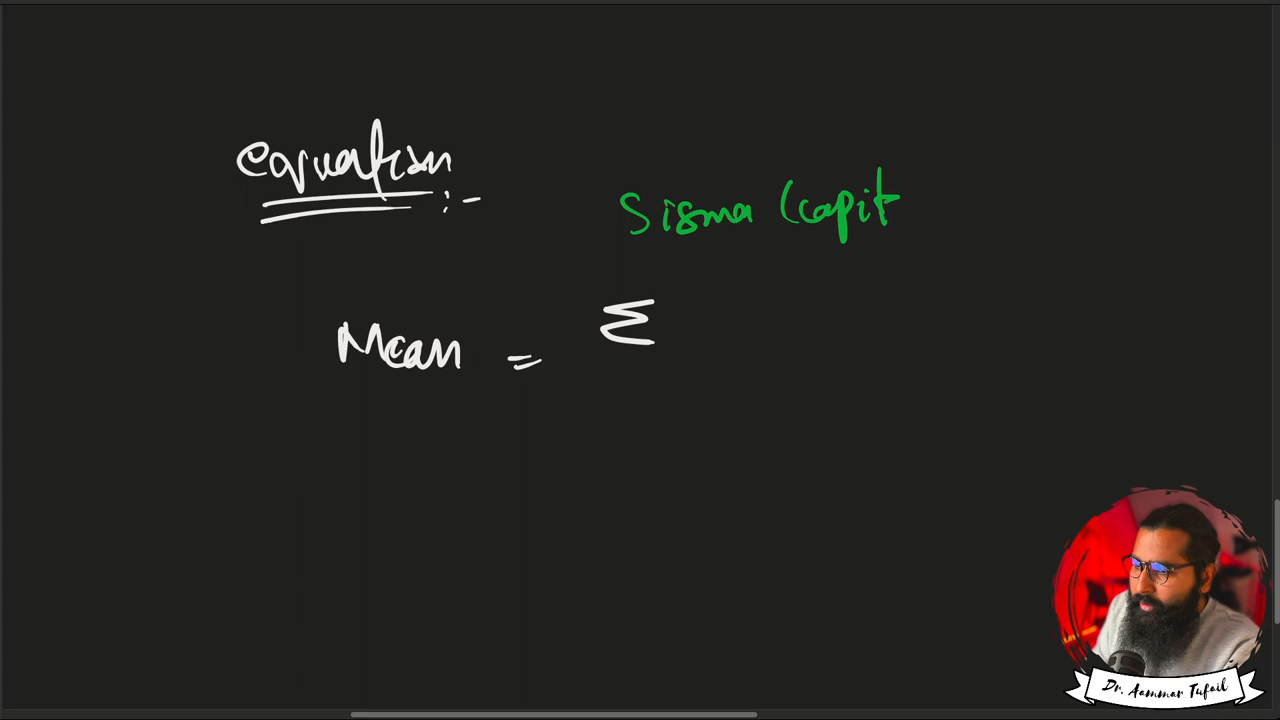 equation :-
Sigma (capit
Mean = Σ
Dr. Aammar Tufail